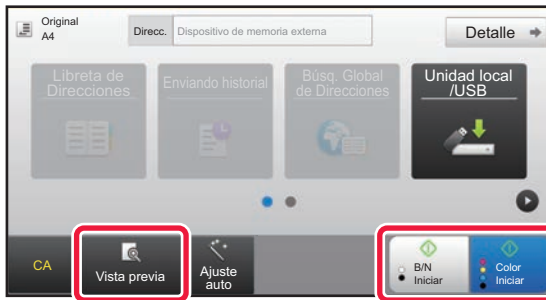 Original
A4
Direcc.
Dispositivo de memoria externa
Detalle
Libreta de
Direcciones
Enviando historial
Búsq. Global
de Direcciones
Unidad local
/USB
CA
Vista previa
Ajuste
auto
B/N
Iniciar
Color
Iniciar